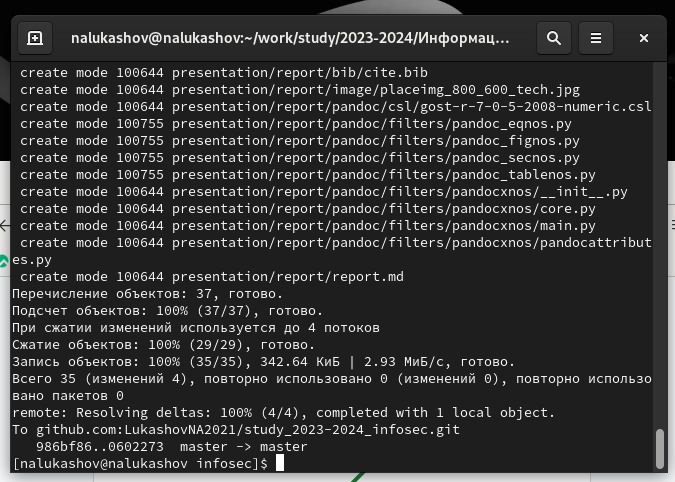 nalukashov@nalukashov:~/work/study/2023-2024/Информац...
create mode 100644 presentation/report/bib/cite.bib
create mode 100644 presentation/report/image/placeimg_800_600_tech.jpg
create mode 100644 presentation/report/pandoc/csl/gost-r-7-0-5-2008-numeric.csl
create mode 100755 presentation/report/pandoc/filters/pandoc_eqnos.py
create mode 100755 presentation/report/pandoc/filters/pandoc_fignos.py
create mode 100755 presentation/report/pandoc/filters/pandoc_secnos.py
create mode 100755 presentation/report/pandoc/filters/pandoc_tablenos.py
create mode 100644 presentation/report/pandoc/filters/pandocxnos/__init__.py
create mode 100644 presentation/report/pandoc/filters/pandocxnos/core.py
create mode 100644 presentation/report/pandoc/filters/pandocxnos/main.py
create mode 100644 presentation/report/pandoc/filters/pandocxnos/pandocattribut
es.py
create mode 100644 presentation/report/report.md
Перечисление объектов: 37, готово.
Подсчет объектов: 100% (37/37), готово.
При сжатии изменений используется до 4 потоков
Сжатие объектов: 100% (29/29), готово.
Запись объектов: 100% (35/35), 342.64 КиБ | 2.93 МиБ/с, готово.
Всего 35 (изменений 4), повторно использовано 0 (изменений 0), повторно использо
вано пакетов 0
remote: Resolving deltas: 100% (4/4), completed with 1 local object.
To github.com:LukashovNA2021/study_2023-2024_infosec.git
986bf86..0602273  master -> master
[nalukashov@nalukashov infosec]$